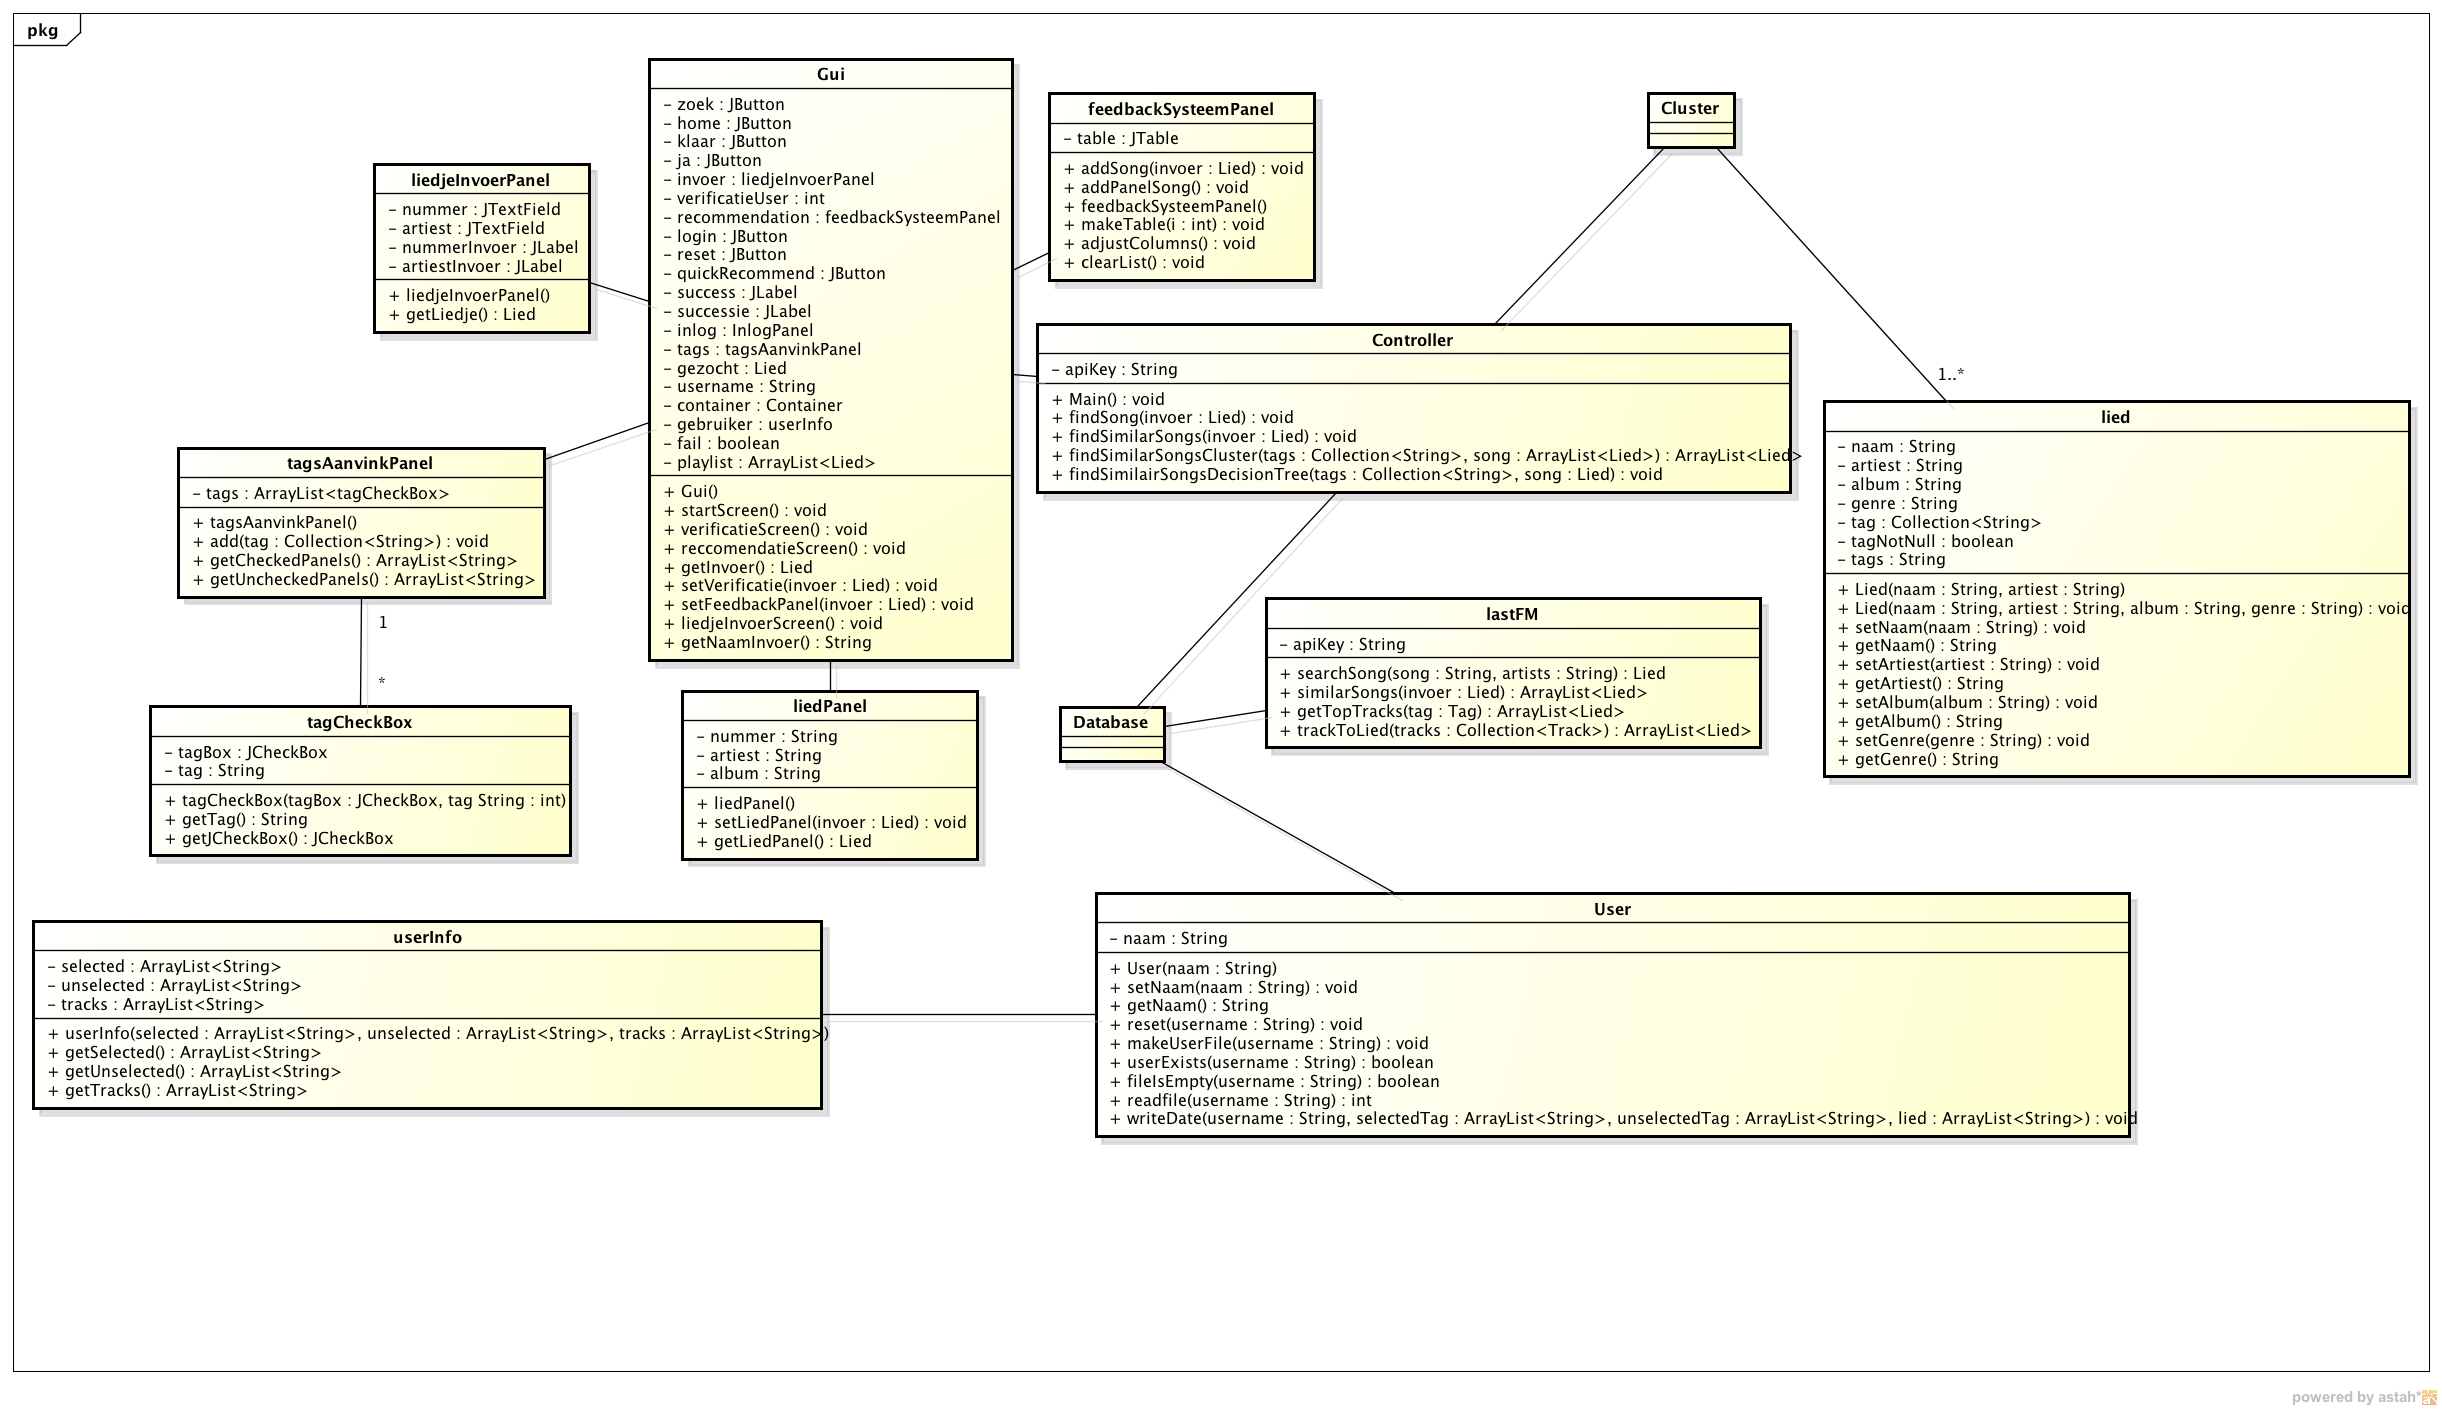 pkg
Gui
- zoek : JButton
- home : JButton
- klaar : JButton
- ja : JButton
- invoer : liedjeInvoerPanel
- verificatieUser : int
- recommendation : feedbackSysteemPanel
- login : JButton
- reset : JButton
- quickRecommend : JButton
- success : JLabel
- successie : JLabel
- inlog : InlogPanel
- tags : tagsAanvinkPanel
- gezocht : Lied
- username : String
- container : Container
- gebruiker : userInfo
- fail : boolean
- playlist : ArrayList<Lied>
+ Gui()
+ startScreen() : void
+ verificatieScreen() : void
+ reccomendatieScreen() : void
+ getInvoer() : Lied
+ setVerificatie(invoer : Lied) : void
+ setFeedbackPanel(invoer : Lied) : void
+ liedjeInvoerScreen() : void
+ getNaamInvoer() : String
feedbackSysteemPanel
- table : JTable
+ addSong(invoer : Lied) : void
+ addPanelSong() : void
+ feedbackSysteemPanel()
+ makeTable(i : int) : void
+ adjustColumns() : void
+ clearList() : void
Cluster
liedjeInvoerPanel
- nummer : JTextField
- artiest : JTextField
- nummerInvoer : JLabel
- artiestInvoer : JLabel
+ liedjeInvoerPanel()
+ getLiedje() : Lied
Controller
- apiKey : String
+ Main() : void
+ findSong(invoer : Lied) : void
+ findSimilarSongs(invoer : Lied) : void
+ findSimilarSongsCluster(tags : Collection<String>, song : ArrayList<Lied>) : ArrayList<Lied>
+ findSimilairSongsDecisionTree(tags : Collection<String>, song : Lied) : void
1..*
lied
- naam : String
- artiest : String
- album : String
- genre : String
- tag : Collection<String>
- tagNotNull : boolean
- tags : String
+ Lied(naam : String, artiest : String)
+ Lied(naam : String, artiest : String, album : String, genre : String) : void
+ setNaam(naam : String) : void
+ getNaam() : String
+ setArtiest(artiest : String) : void
+ getArtiest() : String
+ setAlbum(album : String) : void
+ getAlbum() : String
+ setGenre(genre : String) : void
+ getGenre() : String
tagsAanvinkPanel
- tags : ArrayList<tagCheckBox>
+ tagsAanvinkPanel()
+ add(tag : Collection<String>) : void
+ getCheckedPanels() : ArrayList<String>
+ getUncheckedPanels() : ArrayList<String>
1
*
lastFM
- apiKey : String
+ searchSong(song : String, artists : String) : Lied
+ similarSongs(invoer : Lied) : ArrayList<Lied>
+ getTopTracks(tag : Tag) : ArrayList<Lied>
+ trackToLied(tracks : Collection<Track>) : ArrayList<Lied>
tagCheckBox
- tagBox : JCheckBox
- tag : String
+ tagCheckBox(tagBox : JCheckBox, tag String : int)
+ getTag() : String
+ getJCheckBox() : JCheckBox
liedPanel
- nummer : String
- artiest : String
- album : String
+ liedPanel()
+ setLiedPanel(invoer : Lied) : void
+ getLiedPanel() : Lied
Database
userInfo
- selected : ArrayList<String>
- unselected : ArrayList<String>
- tracks : ArrayList<String>
+ userInfo(selected : ArrayList<String>, unselected : ArrayList<String>, tracks : ArrayList<String>)
+ getSelected() : ArrayList<String>
+ getUnselected() : ArrayList<String>
+ getTracks() : ArrayList<String>
User
- naam : String
+ User(naam : String)
+ setNaam(naam : String) : void
+ getNaam() : String
+ reset(username : String) : void
+ makeUserFile(username : String) : void
+ userExists(username : String) : boolean
+ fileIsEmpty(username : String) : boolean
+ readfile(username : String) : int
+ writeDate(username : String, selectedTag : ArrayList<String>, unselectedTag : ArrayList<String>, lied : ArrayList<String>) : void
powered by astah*